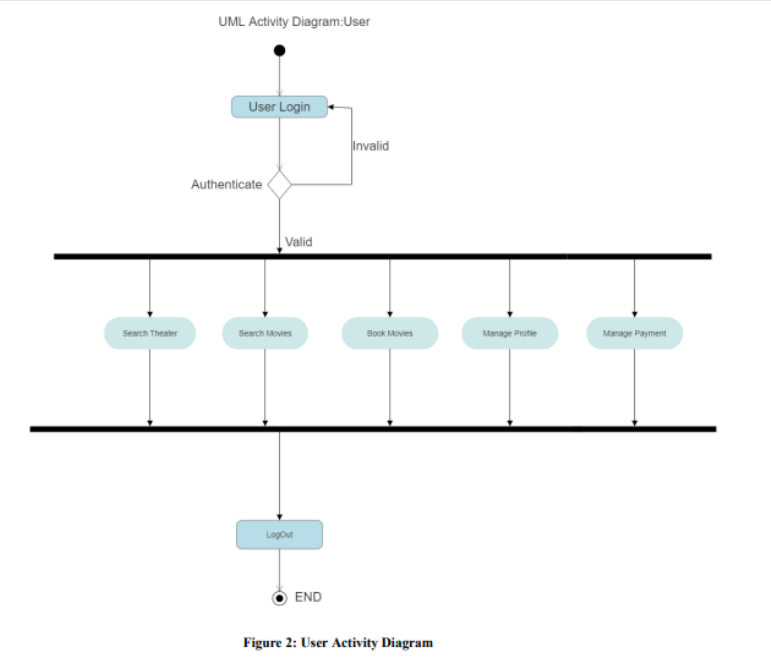 UML Activity Diagram:User
User Login
Invalid
Authenticate
Valid
Search Theater
Search Movies
Book Movies
Manage Profile
Manage Payment
LogOut
END
Figure 2: User Activity Diagram